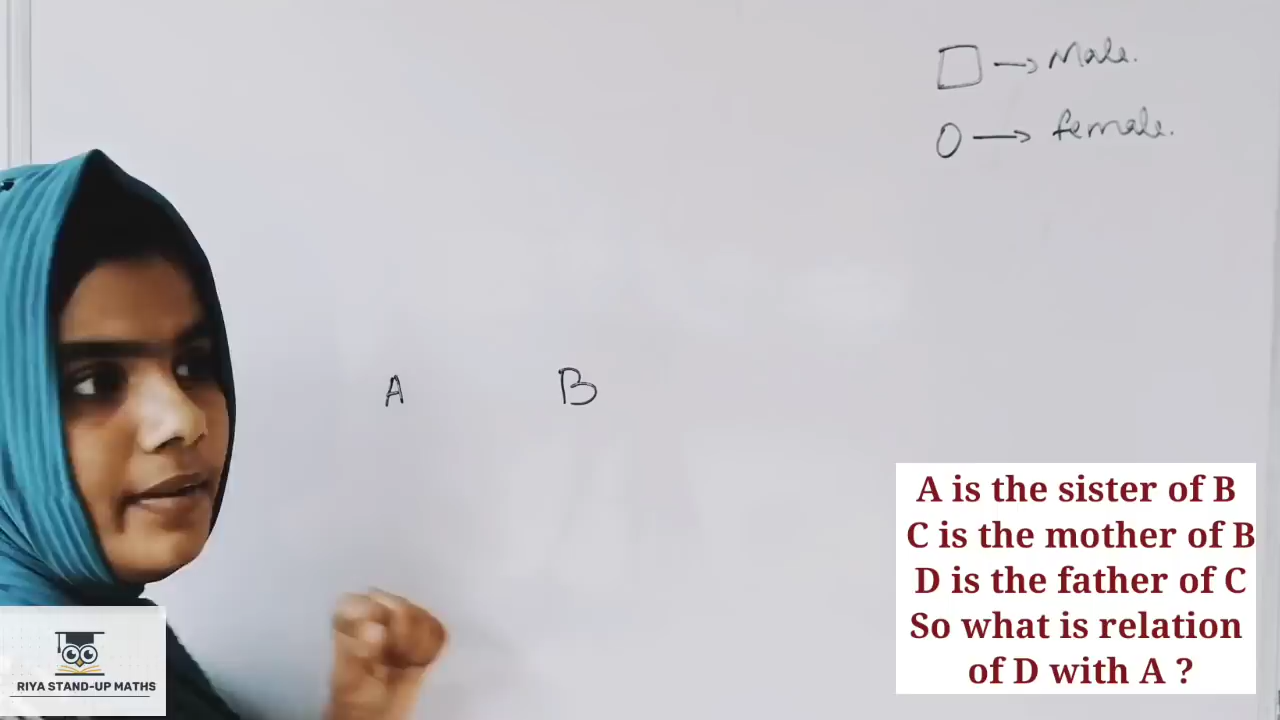 □ → Male.
O → female.
A B
A is the sister of B
C is the mother of B
D is the father of C
So what is relation
of D with A ?
RIYA STAND-UP MATHS